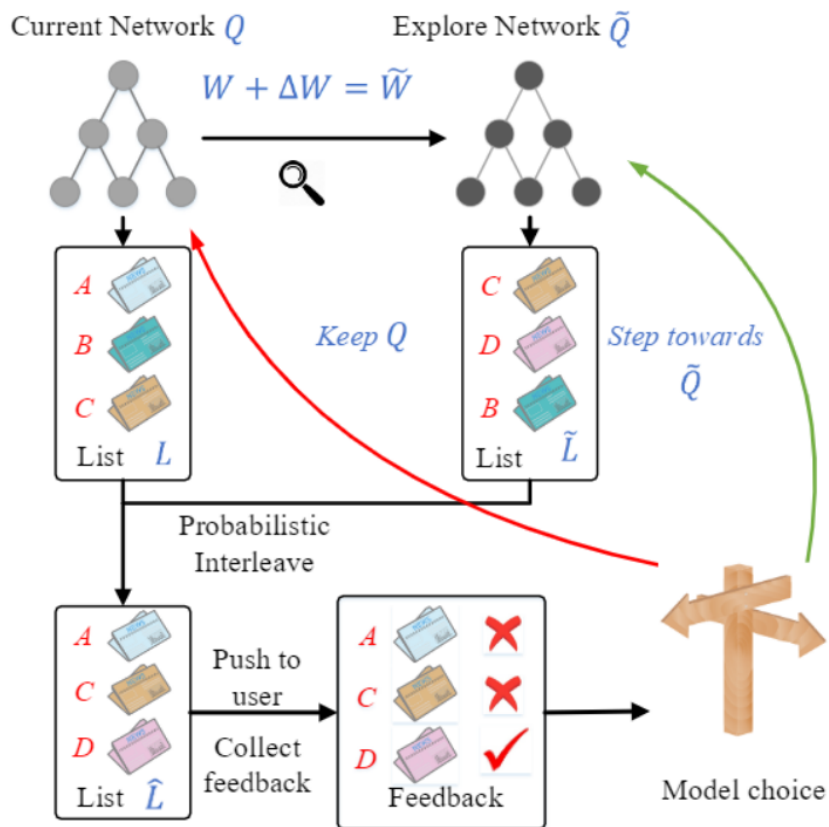 Current Network Q
Explore Network Q̃
W + ΔW = W̃
A
B
C
List L
C
D
B
List L̃
Keep Q
Step towards
Q̃
Probabilistic
Interleave
A
C
D
List L̂
Push to
user
Collect
feedback
A
C
D
Feedback
Model choice